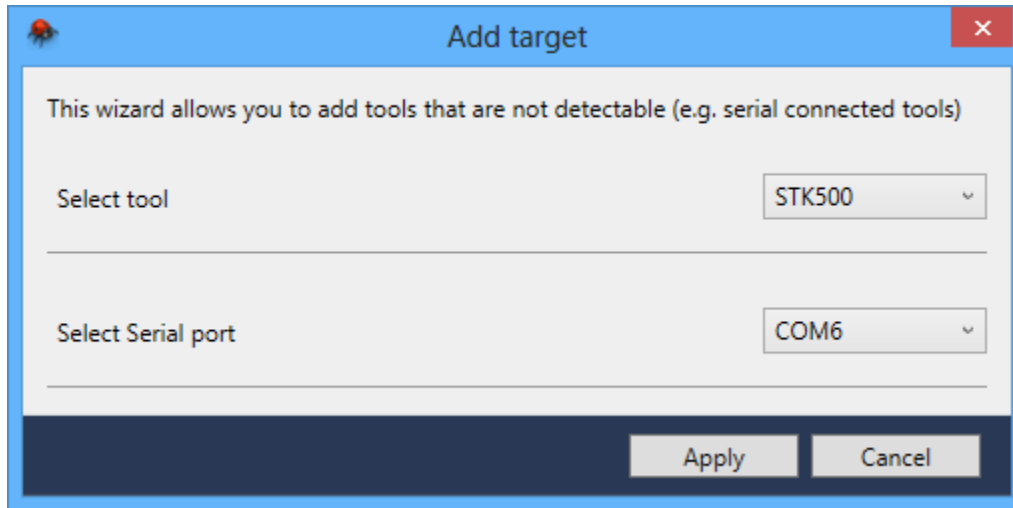 Add target
This wizard allows you to add tools that are not detectable (e.g. serial connected tools)
Select tool
STK500
Select Serial port
COM6
Apply
Cancel